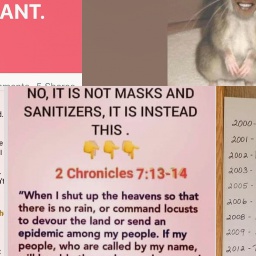 ANT.
NO, IT IS NOT MASKS AND
SANITIZERS, IT IS INSTEAD
THIS .
👇👇👇
2 Chronicles 7:13-14
"When I shut up the heavens so that
there is no rain, or command locusts
to devour the land or send an
epidemic among my people. If my
people, who are called by my name,
2000-
2001-
2002-
2003-
2005-
2006-
2009-
2012-